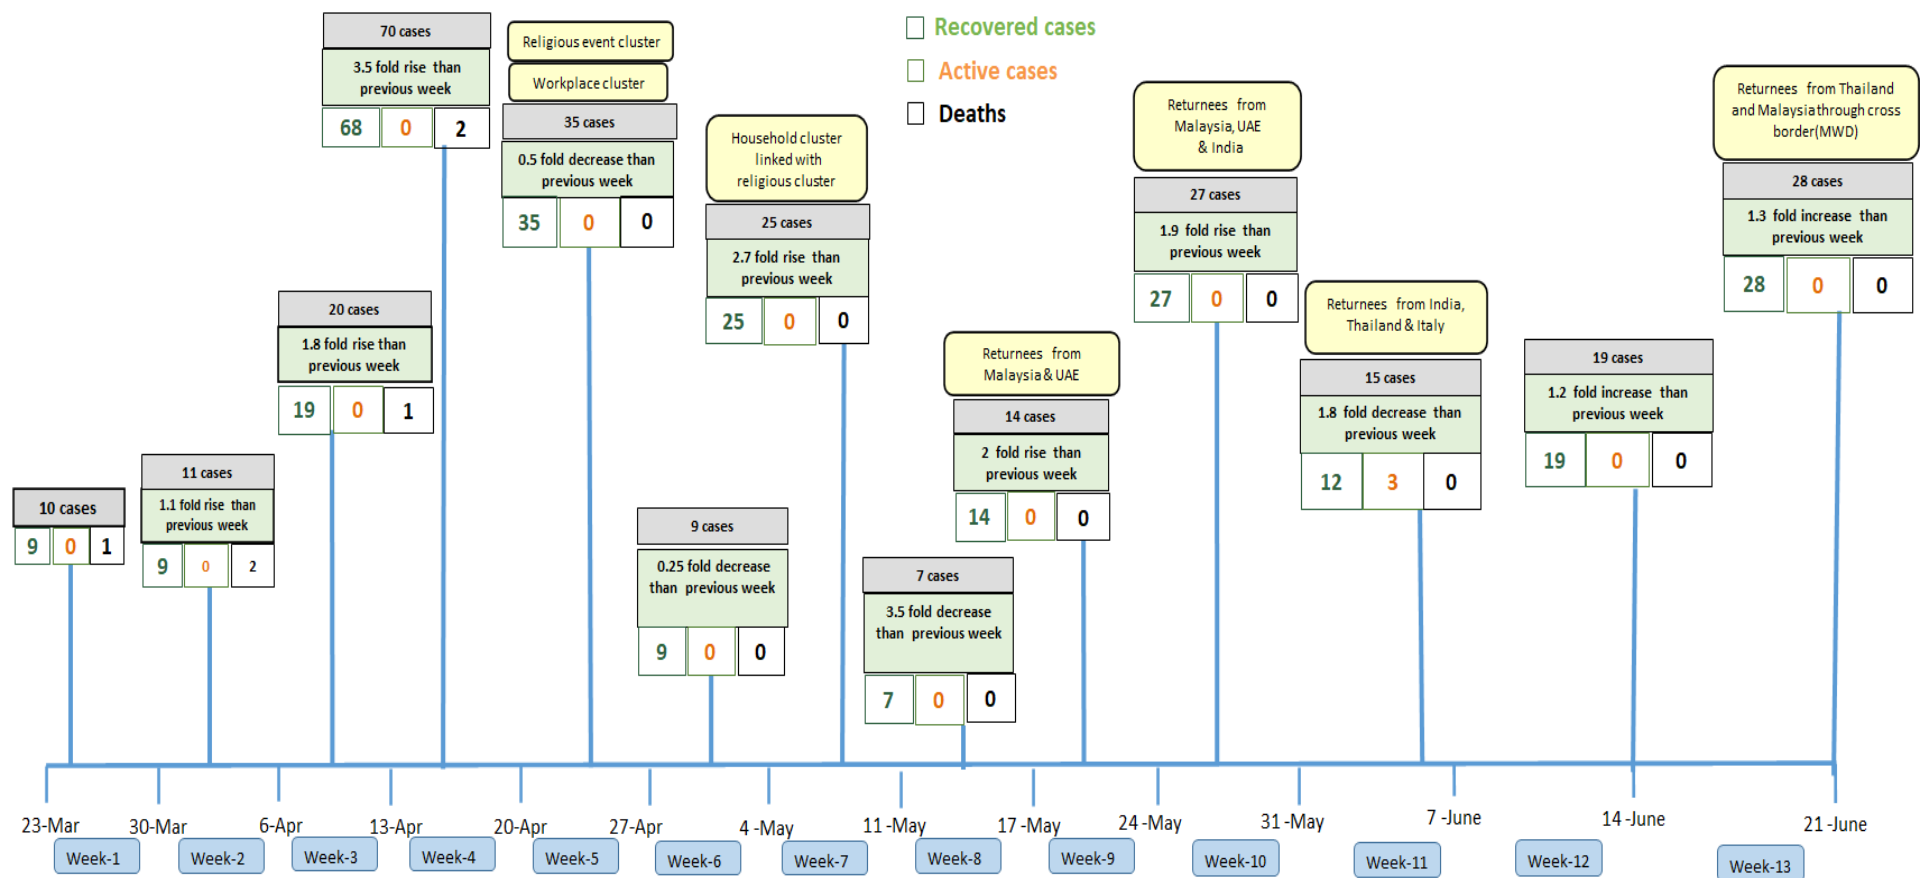 Recovered cases
Active cases
Deaths
10 cases
9 0 1
11 cases
1.1 fold rise than
previous week
9 0 2
20 cases
1.8 fold rise than
previous week
19 0 1
70 cases
3.5 fold rise than
previous week
68 0 2
Religious event cluster
Workplace cluster
35 cases
0.5 fold decrease than
previous week
35 0 0
9 cases
0.25 fold decrease
than previous week
9 0 0
Household cluster
linked with
religious cluster
25 cases
2.7 fold rise than
previous week
25 0 0
7 cases
3.5 fold decrease
than previous week
7 0 0
Returnees from
Malaysia & UAE
14 cases
2 fold rise than
previous week
14 0 0
Returnees from
Malaysia, UAE
& India
27 cases
1.9 fold rise than
previous week
27 0 0
Returnees from India,
Thailand & Italy
15 cases
1.8 fold decrease than
previous week
12 3 0
19 cases
1.2 fold increase than
previous week
19 0 0
Returnees from Thailand
and Malaysiathrough cross
border(MWD)
28 cases
1.3 fold increase than
previous week
28 0 0
23-Mar 30-Mar 6-Apr 13-Apr 20-Apr 27-Apr 4 -May 11-May 17-May 24-May 31-May 7 -June 14 -June 21 -June
Week-1 Week-2 Week-3 Week-4 Week-5 Week-6 Week-7 Week-8 Week-9 Week-10 Week-11 Week-12 Week-13